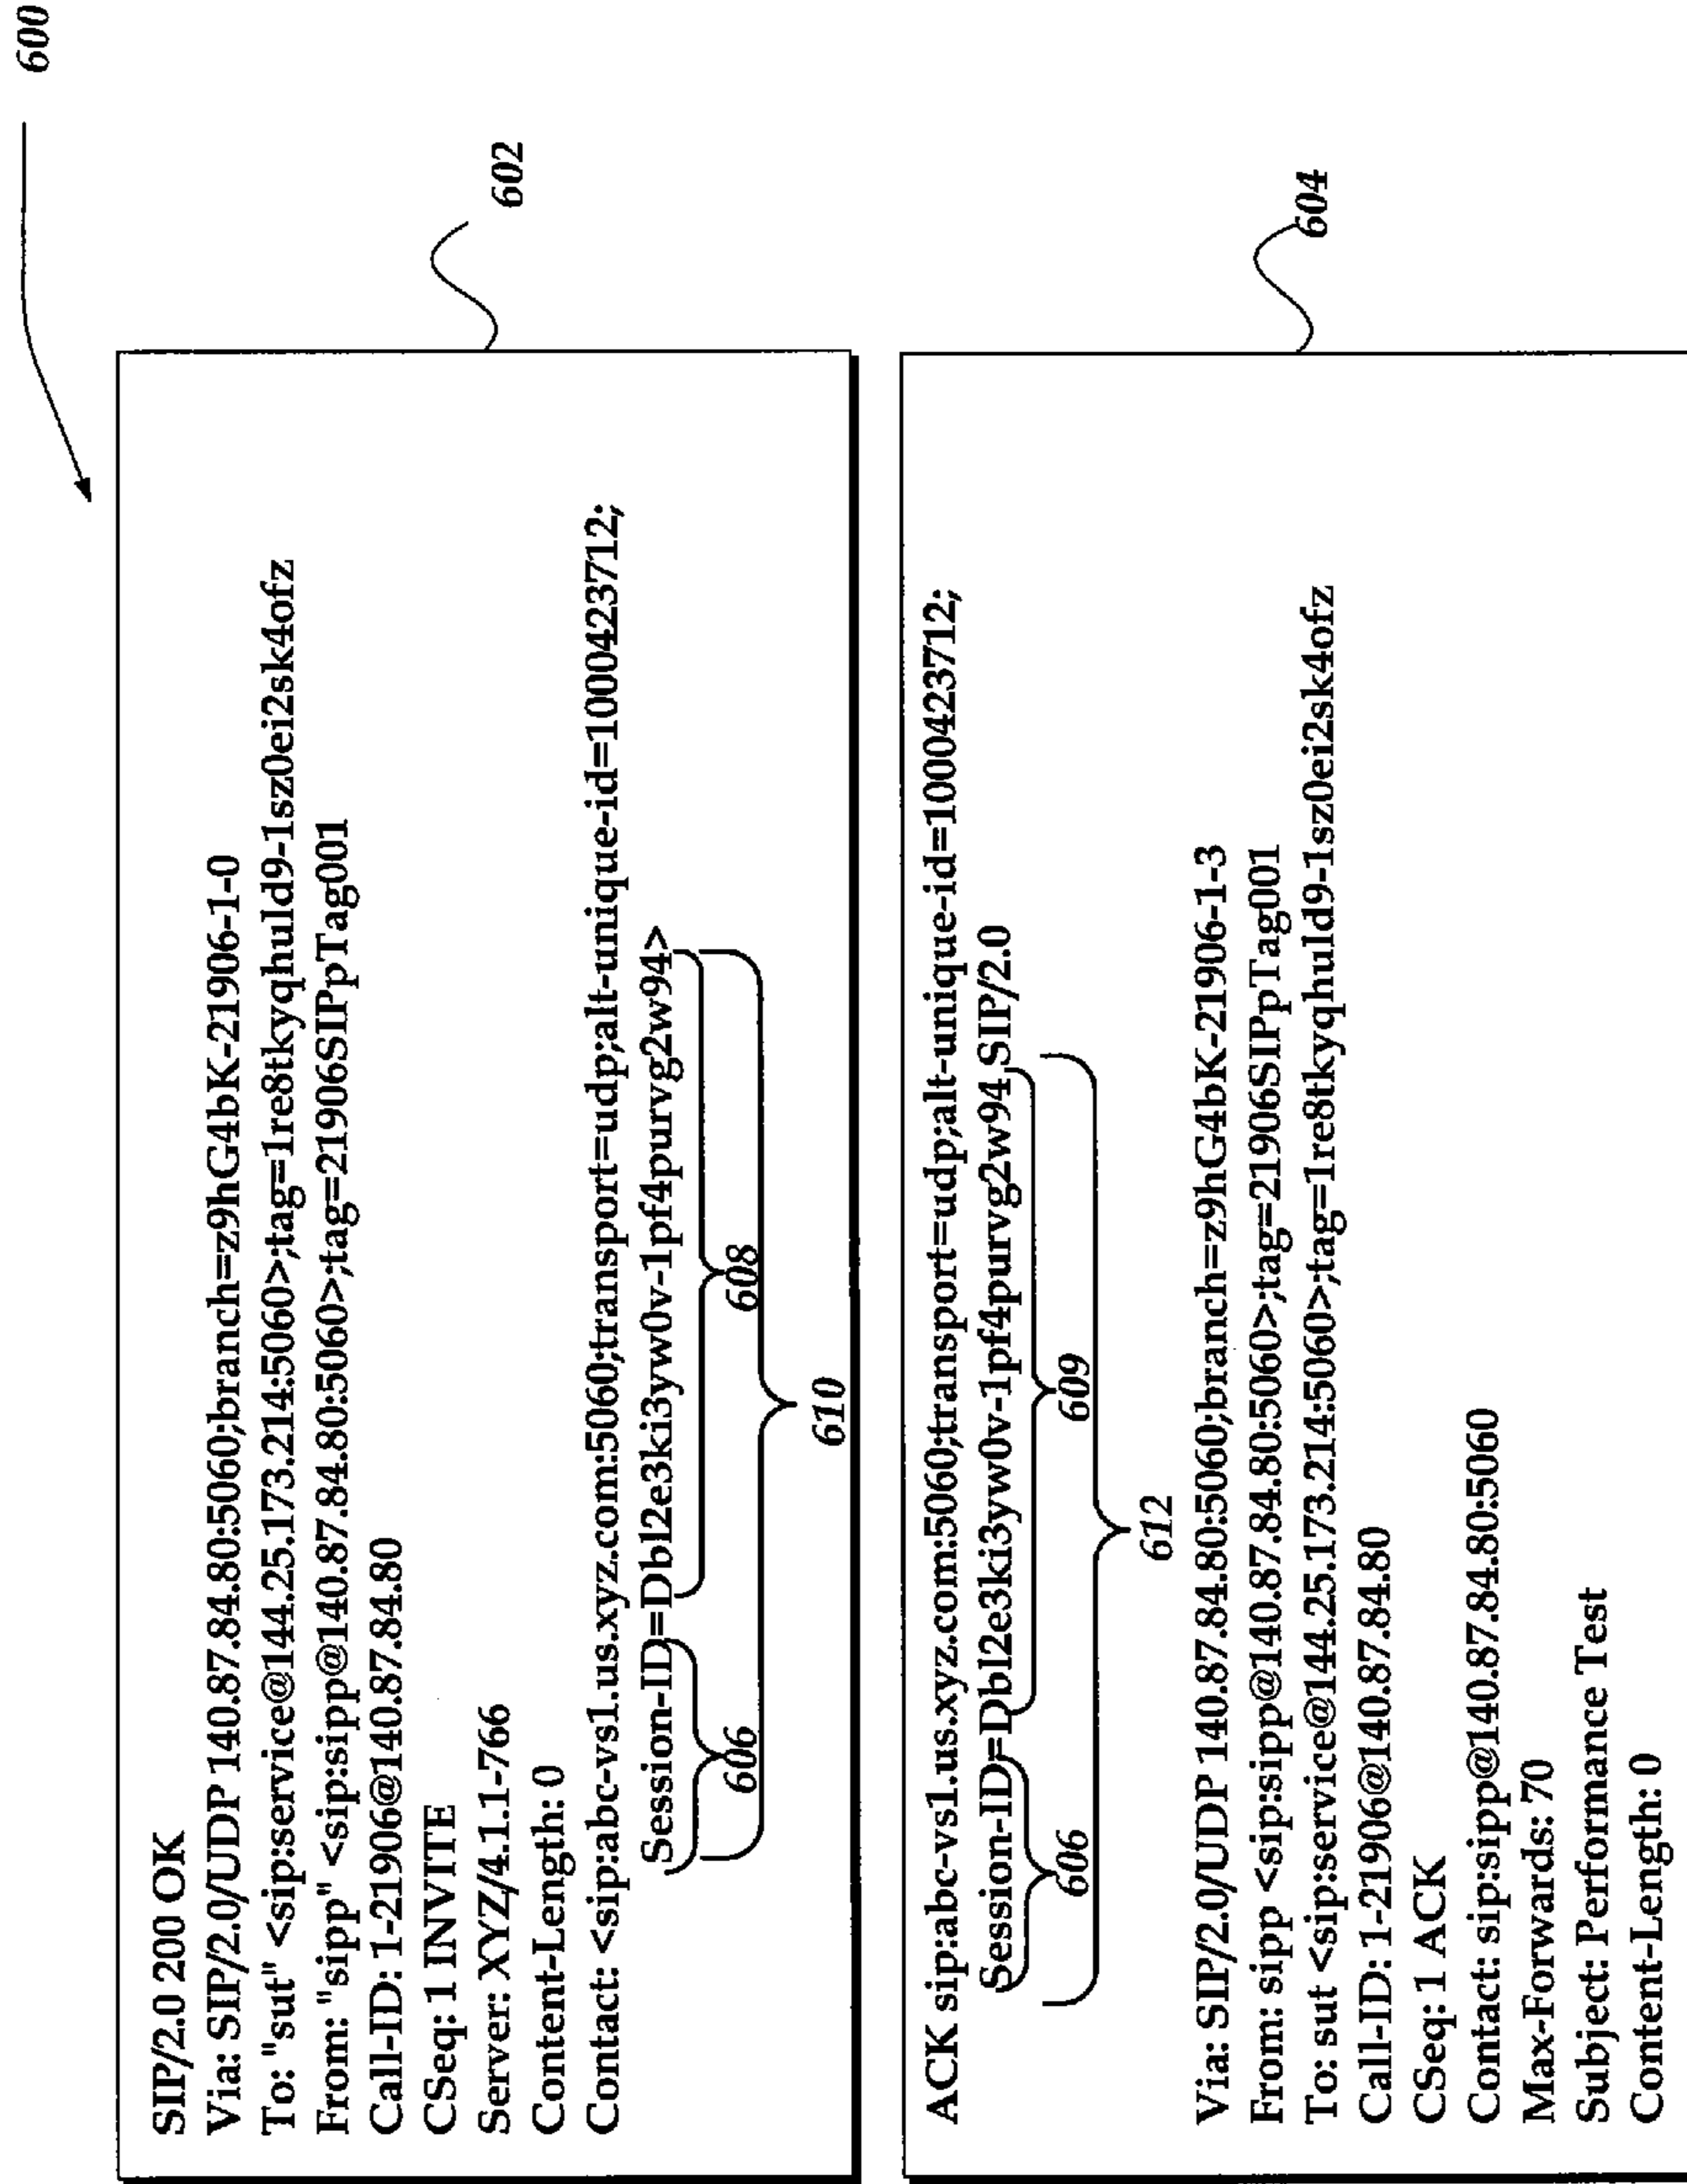 600
SIP/2.0 200 OK
Via: SIP/2.0/UDP 140.87.84.80:5060;branch=z9hG4bK-21906-1-0
To: "sut" <sip:service@144.25.173.214:5060>;tag=1re8tkyqhuld9-1sz0ei2sk4ofz
From: "sipp" <sip:sipp@140.87.84.80:5060>;tag=21906SIPpTag001
Call-ID: 1-21906@140.87.84.80
CSeq: 1 INVITE
Server: XYZ/4.1.1-766
Content-Length: 0
Contact: <sip:abc-vs1.us.xyz.com:5060;transport=udp;alt-unique-id=1000423712;
Session-ID=Dbl2e3ki3yw0v-1pf4purvg2w94>
606
608
610
602
ACK sip:abc-vs1.us.xyz.com:5060;transport=udp;alt-unique-id=1000423712;
Session-ID=Dbl2e3ki3yw0v-1pf4purvg2w94 SIP/2.0
606
609
612
604
Via: SIP/2.0/UDP 140.87.84.80:5060;branch=z9hG4bK-21906-1-3
From: sipp <sip:sipp@140.87.84.80:5060>;tag=21906SIPpTag001
To: sut <sip:service@144.25.173.214:5060>;tag=1re8tkyqhuld9-1sz0ei2sk4ofz
Call-ID: 1-21906@140.87.84.80
CSeq: 1 ACK
Contact: sip:sipp@140.87.84.80:5060
Max-Forwards: 70
Subject: Performance Test
Content-Length: 0